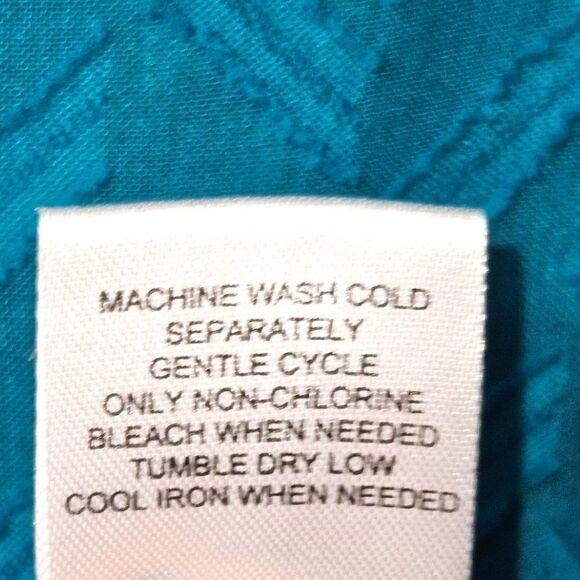 MACHINE WASH COLD
SEPARATELY
GENTLE CYCLE
ONLY NON-CHLORINE
BLEACH WHEN NEEDED
TUMBLE DRY LOW
COOL IRON WHEN NEEDED